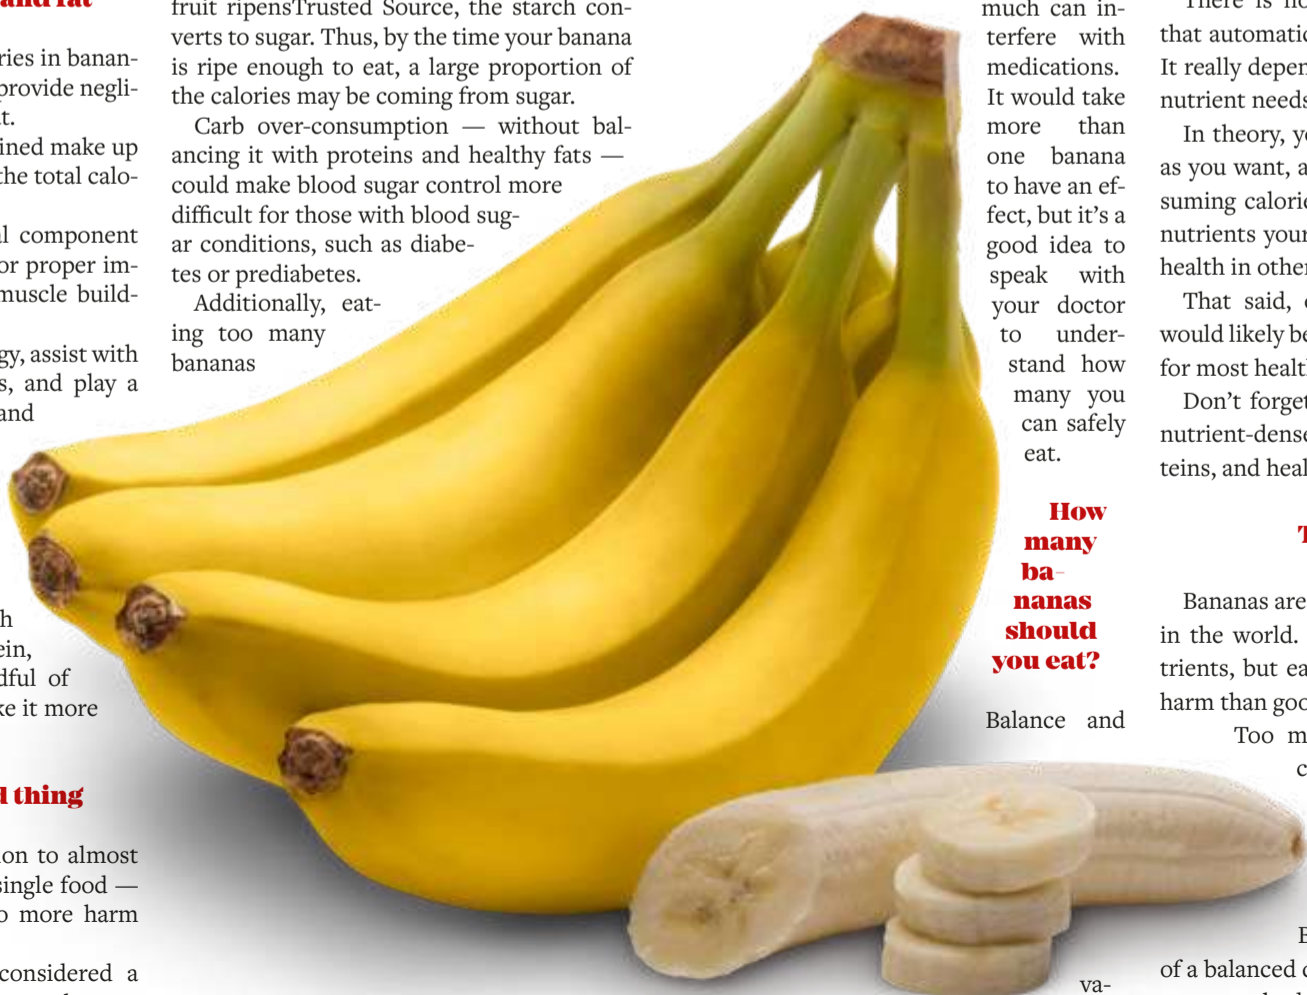 and fat
ries in banan-
provide negli-
t.
ined make up
the total calo-
al component
or proper im-
muscle build-
gy, assist with
s, and play a
and
h
ein,
dful of
ke it more
d thing
on to almost
single food —
o more harm
considered a
fruit ripensTrusted Source, the starch con-
verts to sugar. Thus, by the time your banana
is ripe enough to eat, a large proportion of
the calories may be coming from sugar.
Carb over-consumption — without bal-
ancing it with proteins and healthy fats —
could make blood sugar control more
difficult for those with blood sug-
ar conditions, such as diabe-
tes or prediabetes.
Additionally, eat-
ing too many
bananas
much can in-
terfere with
medications.
It would take
more than
one banana
to have an ef-
fect, but it's a
good idea to
speak with
your doctor
to under-
stand how
many you
can safely
eat.
How
many
ba-
nanas
should
you eat?
Balance and
va-
There is no
that automatic
It really depen
nutrient needs
In theory, yo
as you want, a
suming calorie
nutrients your
health in other
That said, c
would likely be
for most health
Don't forget
nutrient-dense
teins, and heal
T
Bananas are
in the world.
trients, but ea
harm than goo
Too m
c
B
of a balanced d